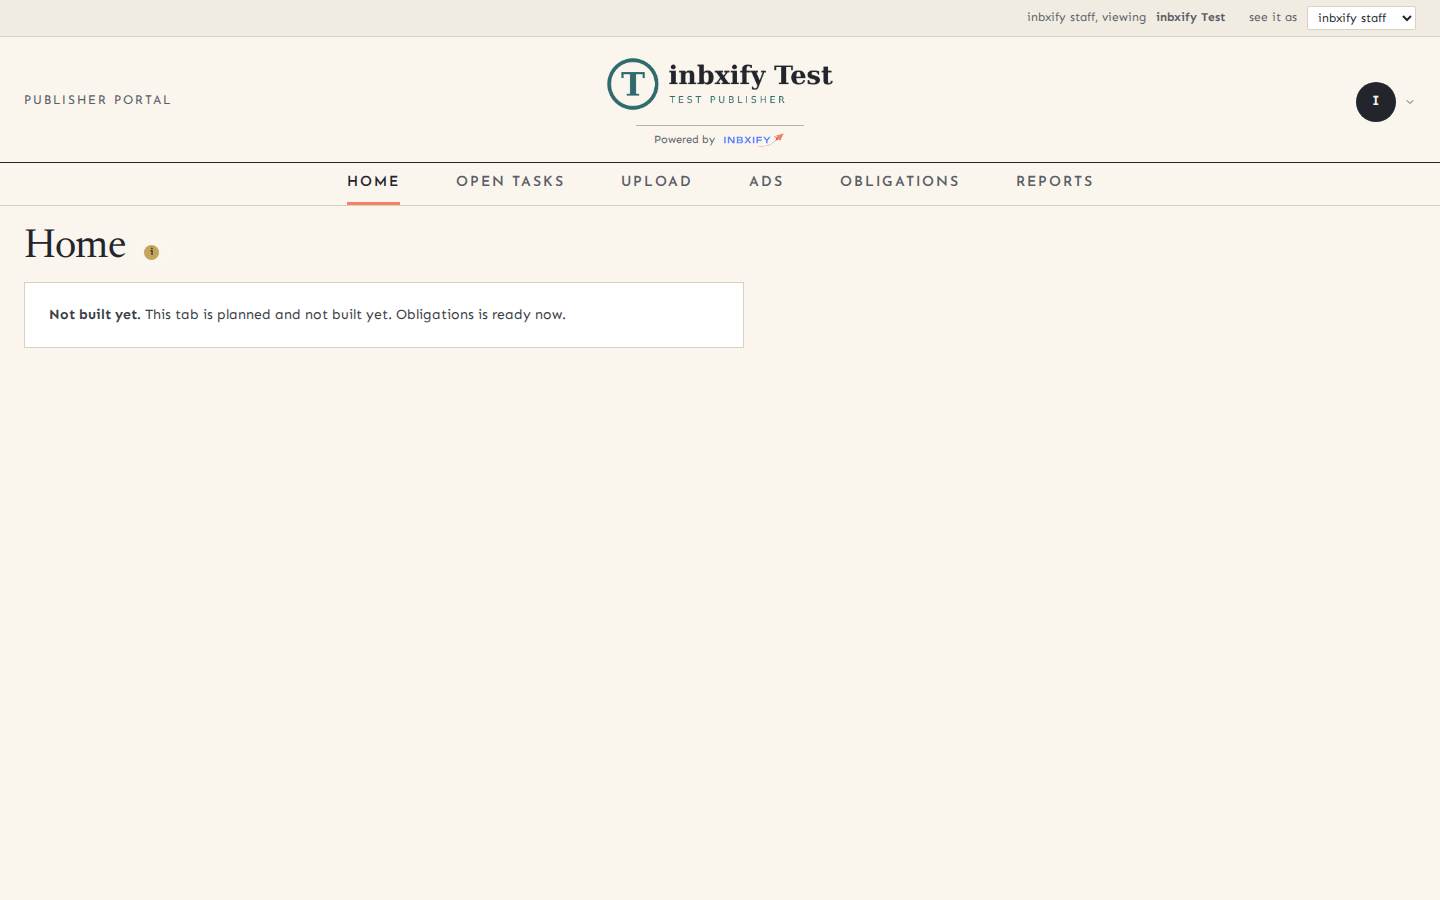 inbxify staff, viewing inbxify Test see it as inbxify staff
PUBLISHER PORTAL
T
inbxify Test
TEST PUBLISHER
Powered by INBXIFY
I
HOME OPEN TASKS UPLOAD ADS OBLIGATIONS REPORTS
Home i
Not built yet. This tab is planned and not built yet. Obligations is ready now.